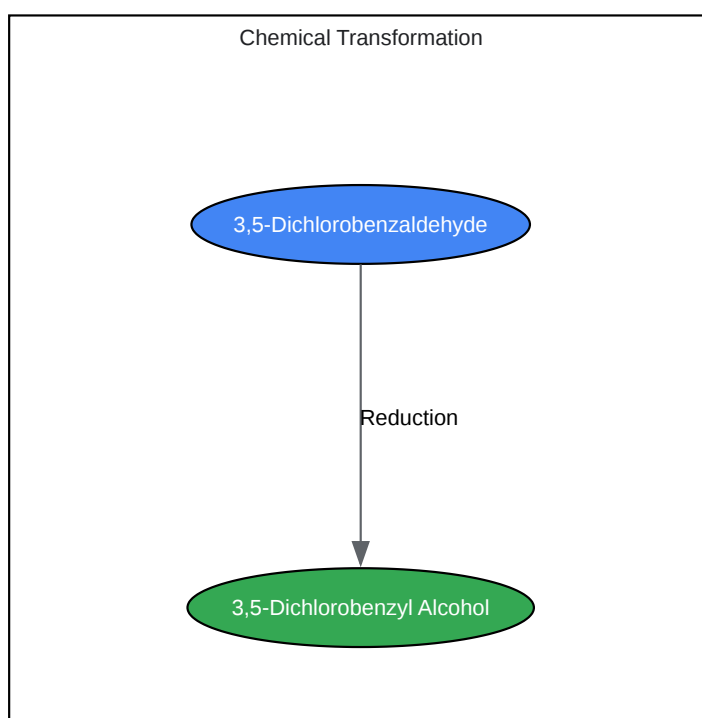 Chemical Transformation
3,5-Dichlorobenzaldehyde
Reduction
3,5-Dichlorobenzyl Alcohol